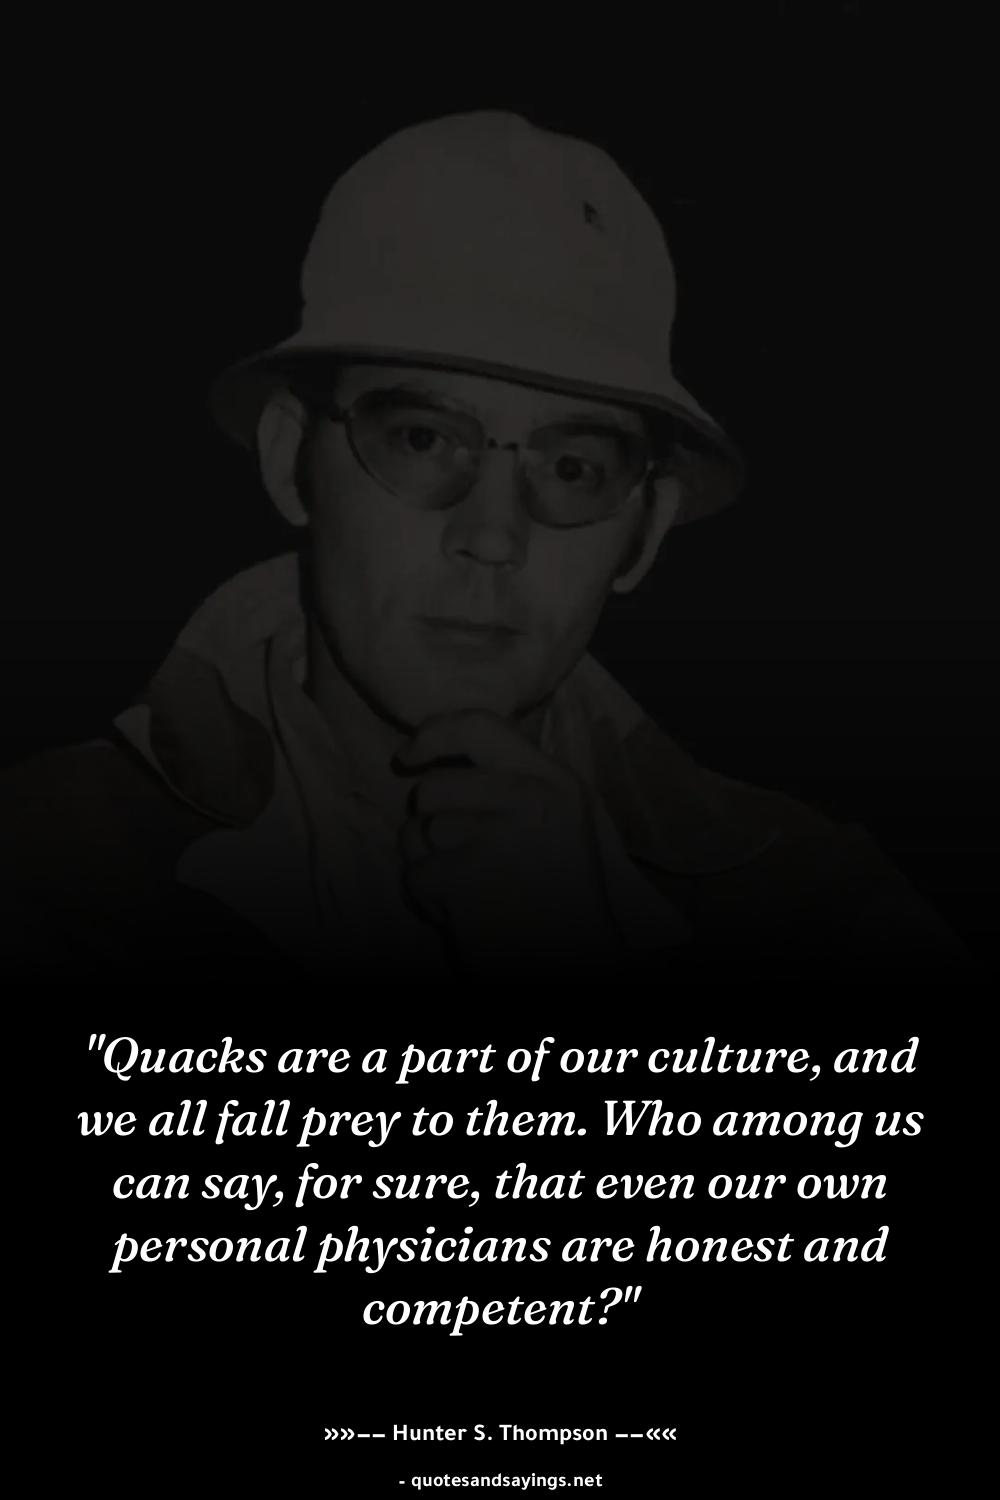 "Quacks are a part of our culture, and
we all fall prey to them. Who among us
can say, for sure, that even our own
personal physicians are honest and
competent?"
»»−− Hunter S. Thompson −−««
- quotesandsayings.net